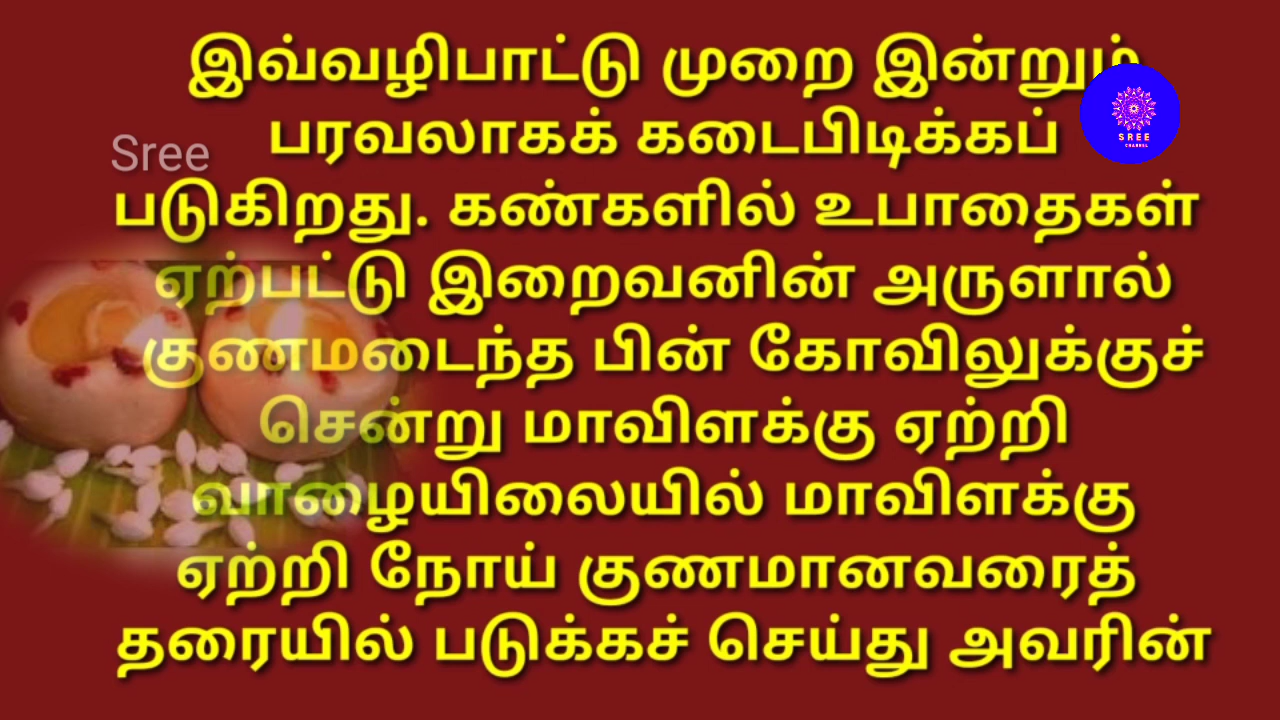 இவ்வழிபாட்டு முறை இன்றும்
பரவலாகக் கடைபிடிக்கப்
Sree
SREE
CHANNEL
படுகிறது. கண்களில் உபாதைகள்
ஏற்பட்டு இறைவனின் அருளால்
குணமடைந்த பின் கோவிலுக்குச்
சென்று மாவிளக்கு ஏற்றி
வாழையிலையில் மாவிளக்கு
ஏற்றி நோய் குணமானவரைத்
தரையில் படுக்கச் செய்து அவரின்